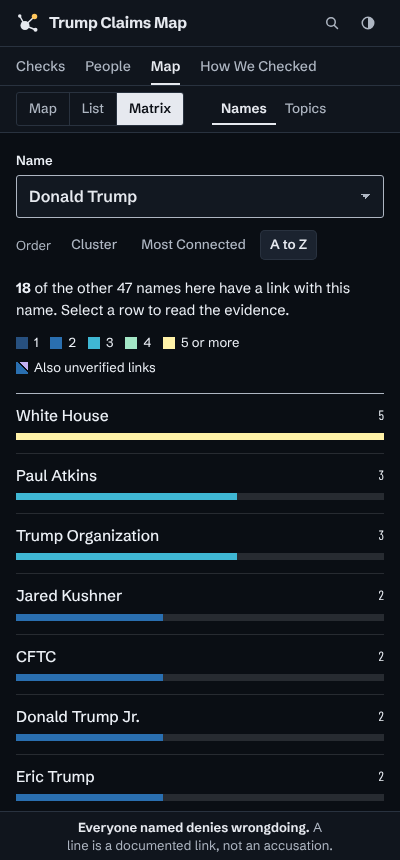 Trump Claims Map
Checks People Map How We Checked
Map List Matrix Names Topics
Name
Donald Trump
Order Cluster Most Connected A to Z
18 of the other 47 names here have a link with this
name. Select a row to read the evidence.
1 2 3 4 5 or more
Also unverified links
White House 5
Paul Atkins 3
Trump Organization 3
Jared Kushner 2
CFTC 2
Donald Trump Jr. 2
Eric Trump 2
Everyone named denies wrongdoing. A
line is a documented link, not an accusation.